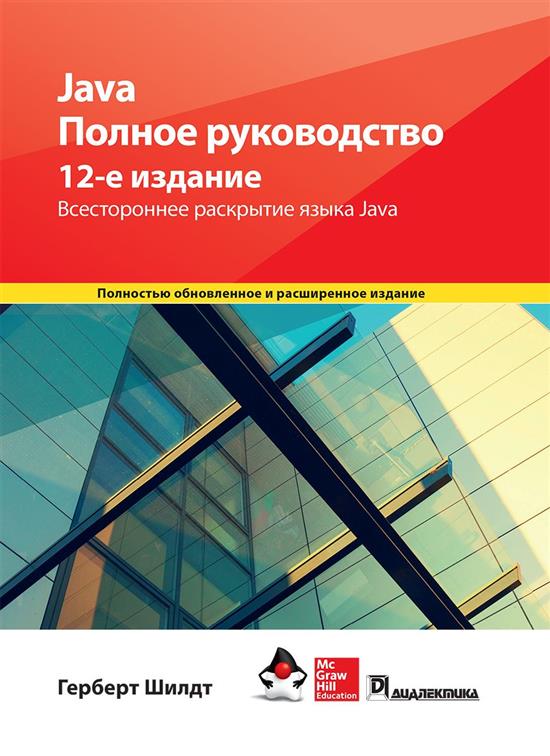 Java
Полное руководство
12-е издание
Всестороннее раскрытие языка Java
Полностью обновленное и расширенное издание
Герберт Шилдт
Mc
Graw
Hill
Education
Д
ДИАЛЕКТИКА